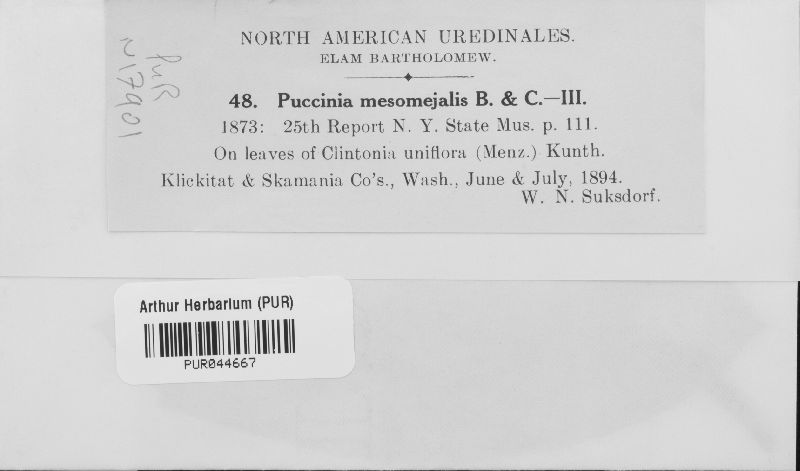 NORTH AMERICAN UREDINALES.
ELAM BARTHOLOMEW.
48. Puccinia mesomejalis B. & C.—III.
1873: 25th Report N. Y. State Mus. p. 111.
On leaves of Clintonia uniflora (Menz.) Kunth.
Klickitat & Skamania Co's., Wash., June & July, 1894.
W. N. Suksdorf.
PUR
N17901
Arthur Herbarium (PUR)
PUR044667